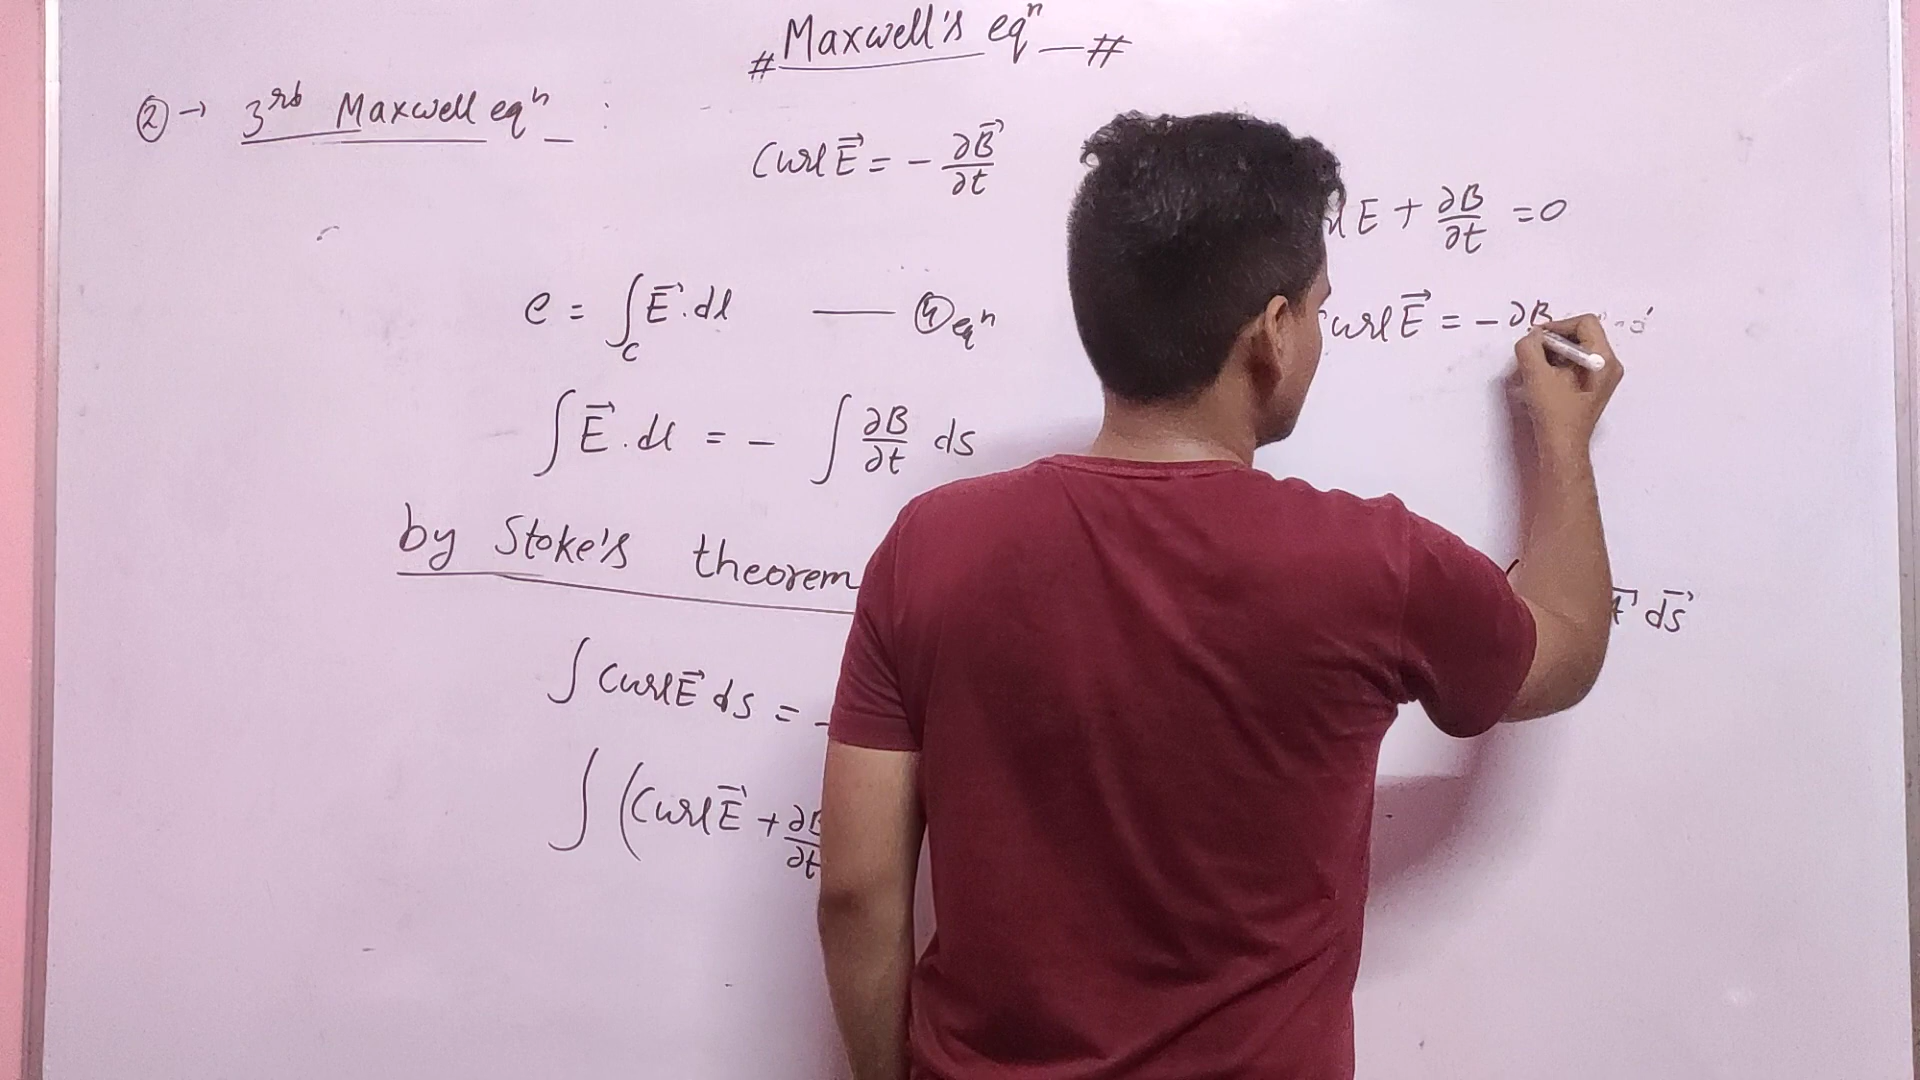 # Maxwell's eqⁿ —#
② → 3rd Maxwell eqⁿ — :
Curl E⃗ = - ∂B⃗/∂t
e = ∫_C E⃗ . dl —— ④ eqⁿ
∫ E⃗ . dl = - ∫ ∂B/∂t ds
by Stoke's theorem
∫ Curl E⃗ ds = -
∫ (Curl E⃗ + ∂B/∂t
E + ∂B/∂t = 0
Curl E⃗ = - ∂B
ds⃗